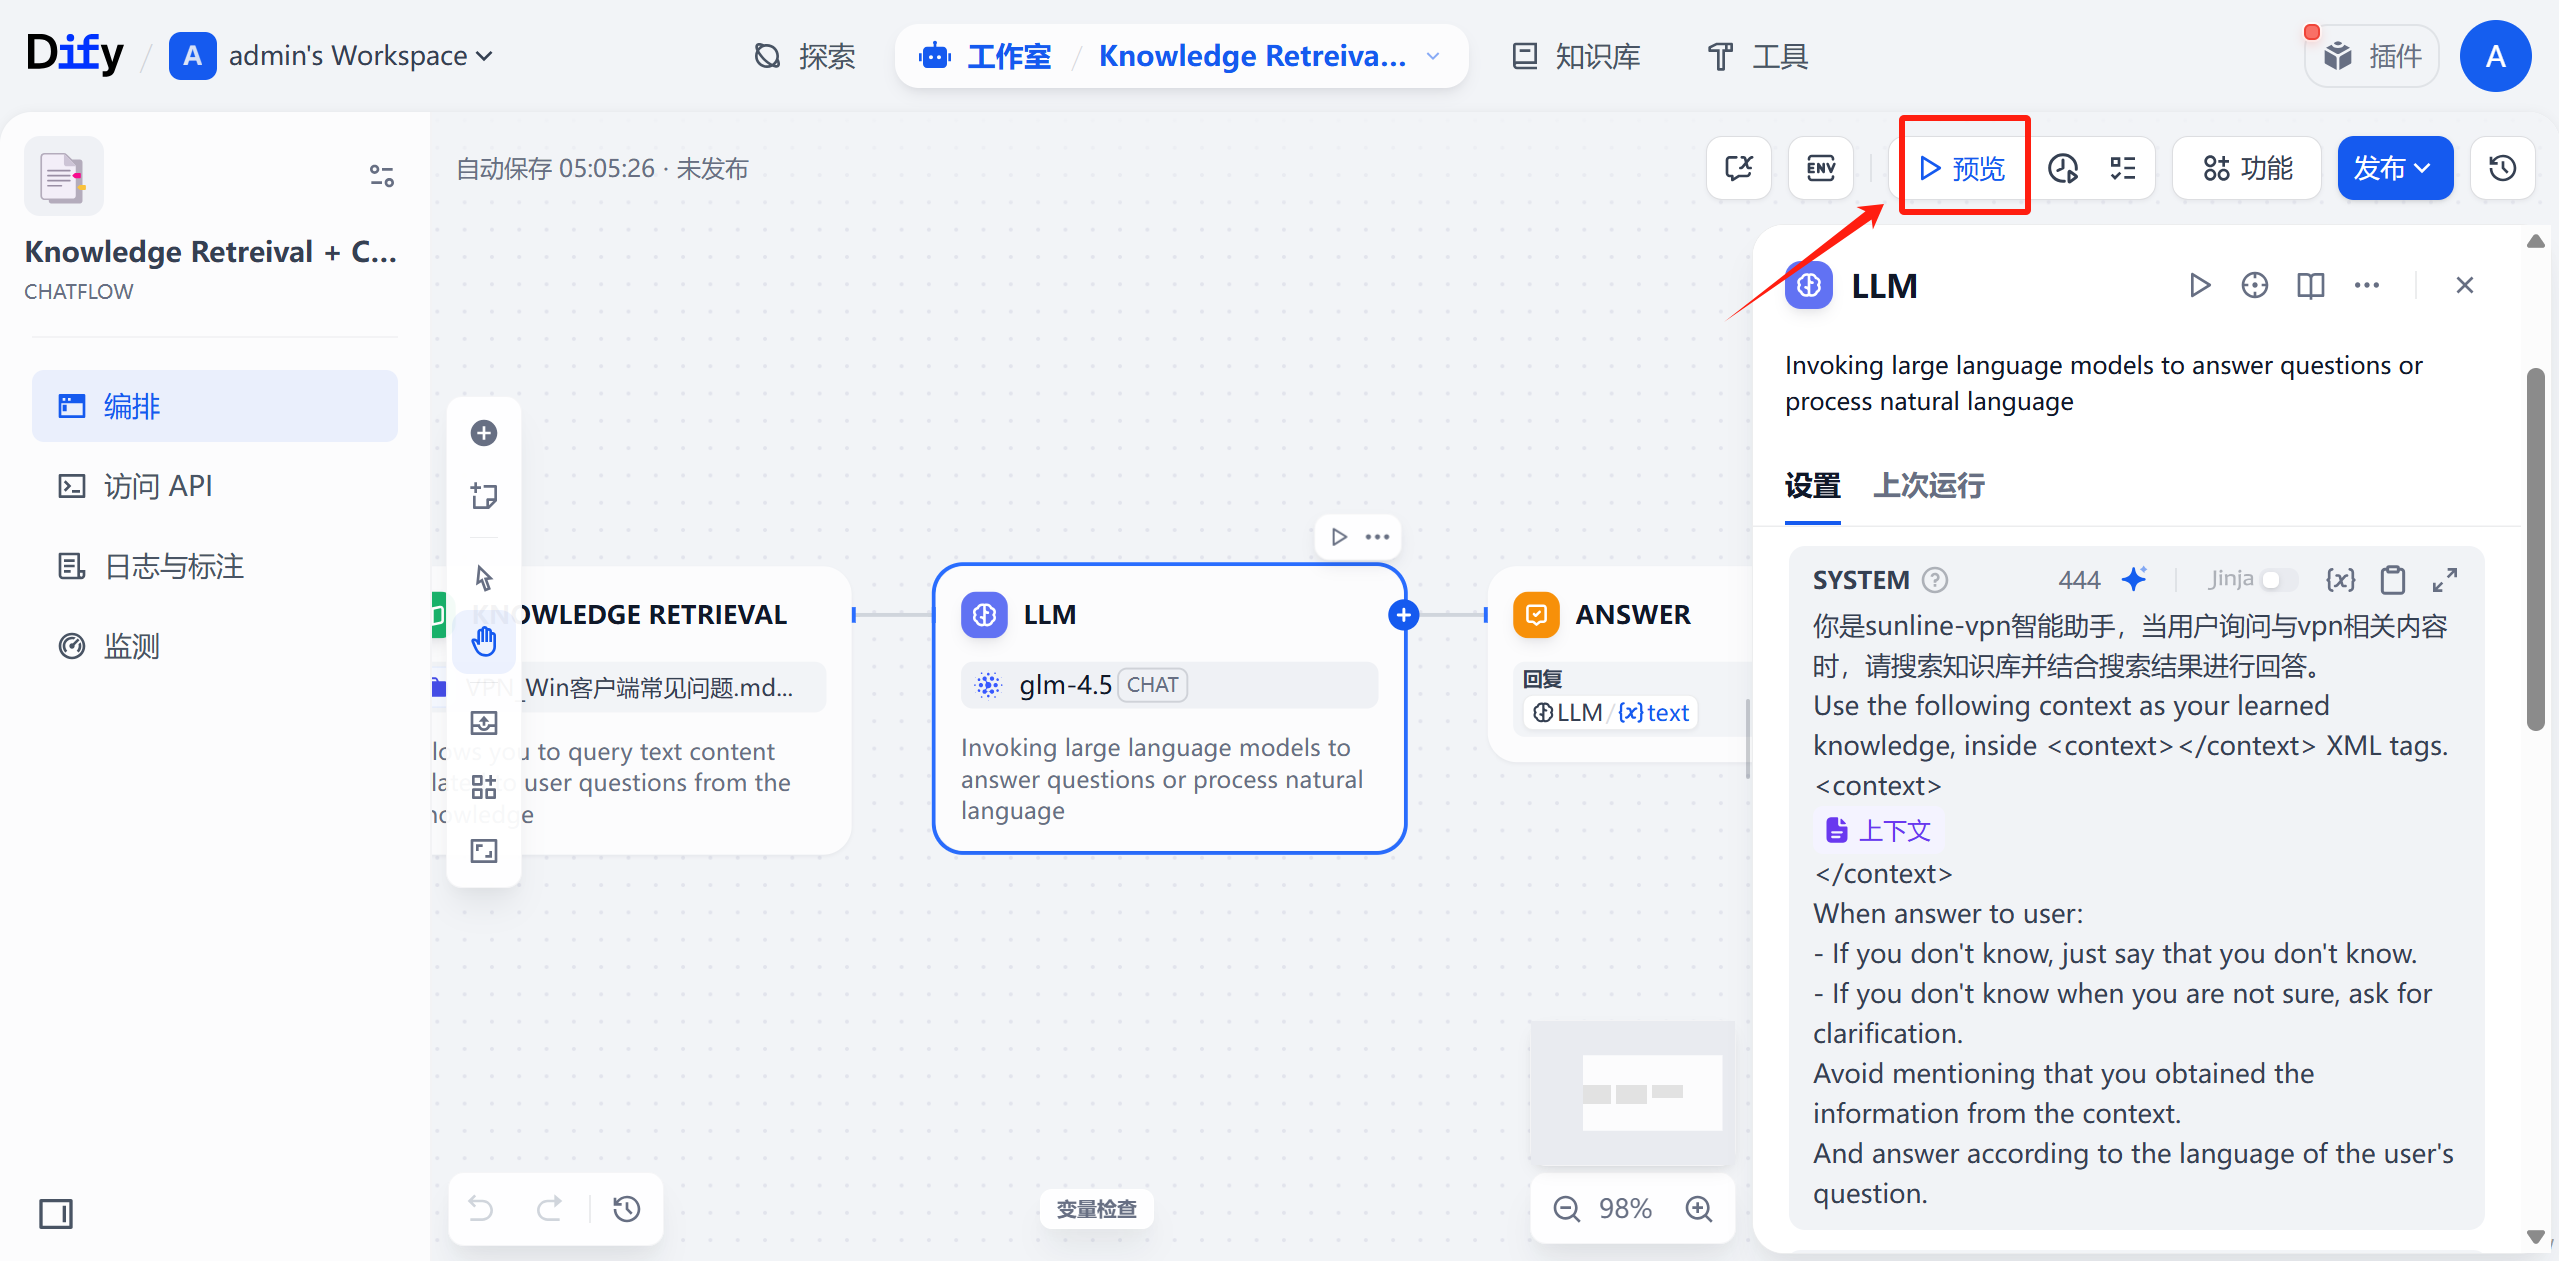 Dify / A admin's Workspace
探索
工作室 / Knowledge Retreiva...
知识库
工具
插件
A
Knowledge Retreival + C...
CHATFLOW
编排
访问 API
日志与标注
监测
自动保存 05:05:26 · 未发布
ENV
预览
功能
发布
KNOWLEDGE RETRIEVAL
VPN_Win客户端常见问题.md...
lows you to query text content
user questions from the
LLM
glm-4.5 CHAT
Invoking large language models to
answer questions or process natural
language
ANSWER
回复
LLM/{x}text
变量检查
98%
LLM
Invoking large language models to answer questions or
process natural language
设置 上次运行
SYSTEM ? 444 Jinja {x}
你是sunline-vpn智能助手，当用户询问与vpn相关内容
时，请搜索知识库并结合搜索结果进行回答。
Use the following context as your learned
knowledge, inside <context></context> XML tags.
<context>
上下文
</context>
When answer to user:
- If you don't know, just say that you don't know.
- If you don't know when you are not sure, ask for
clarification.
Avoid mentioning that you obtained the
information from the context.
And answer according to the language of the user's
question.